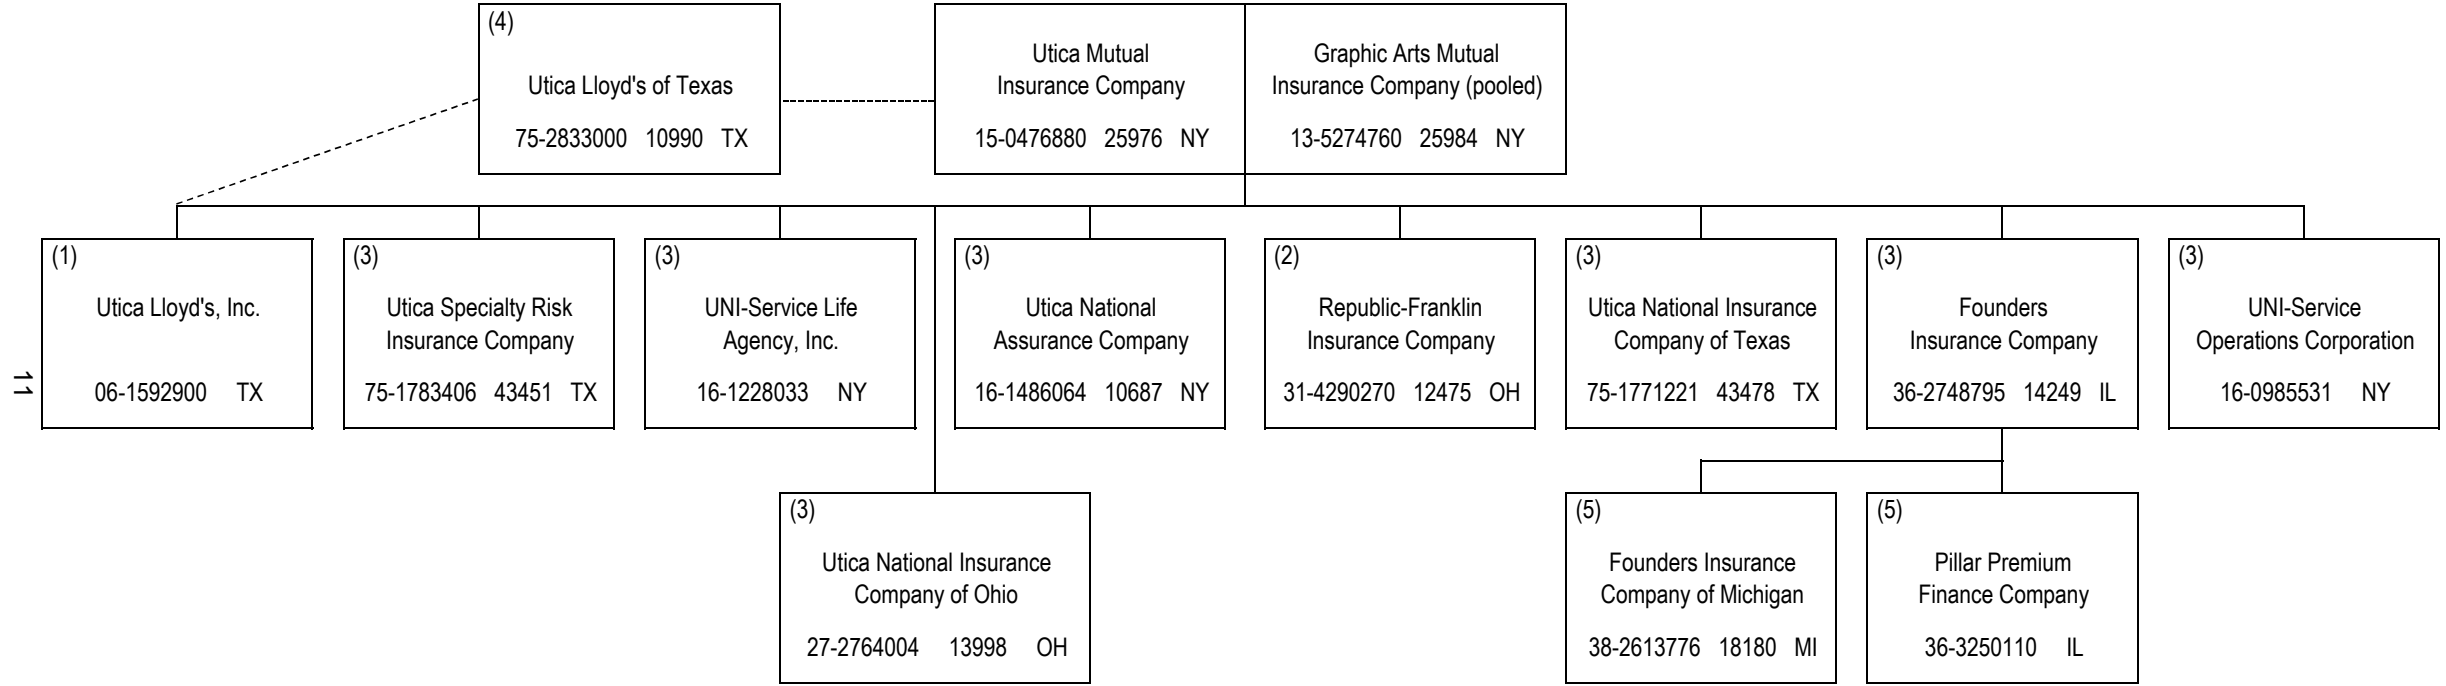 (4)
Utica Lloyd's of Texas
75-2833000 10990 TX
Utica Mutual
Insurance Company
15-0476880 25976 NY
Graphic Arts Mutual
Insurance Company (pooled)
13-5274760 25984 NY
(1)
Utica Lloyd's, Inc.
06-1592900 TX
(3)
Utica Specialty Risk
Insurance Company
75-1783406 43451 TX
(3)
UNI-Service Life
Agency, Inc.
16-1228033 NY
(3)
Utica National
Assurance Company
16-1486064 10687 NY
(2)
Republic-Franklin
Insurance Company
31-4290270 12475 OH
(3)
Utica National Insurance
Company of Texas
75-1771221 43478 TX
(3)
Founders
Insurance Company
36-2748795 14249 IL
(3)
UNI-Service
Operations Corporation
16-0985531 NY
11
(3)
Utica National Insurance
Company of Ohio
27-2764004 13998 OH
(5)
Founders Insurance
Company of Michigan
38-2613776 18180 MI
(5)
Pillar Premium
Finance Company
36-3250110 IL